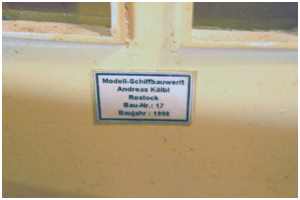 Modell-Schiffbauwerft
Andreas Kälbl
Rostock
Bau-Nr.: 17
Baujahr : 1998